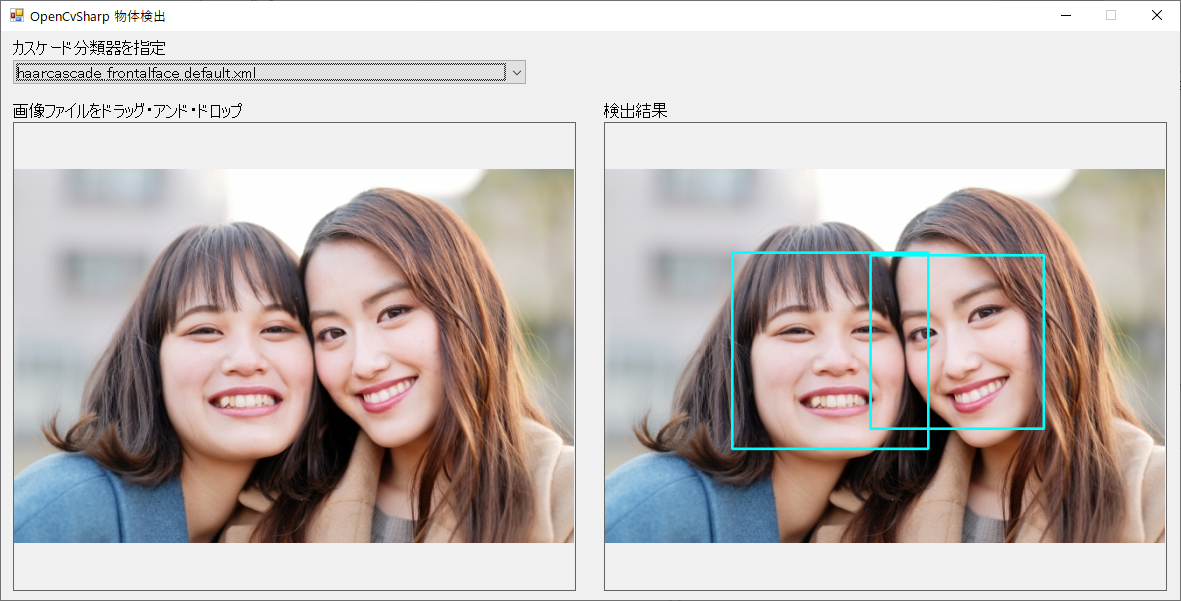 OpenCvSharp 物体検出
カスケード分類器を指定
haarcascade_frontalface_default.xml
画像ファイルをドラッグ・アンド・ドロップ
検出結果